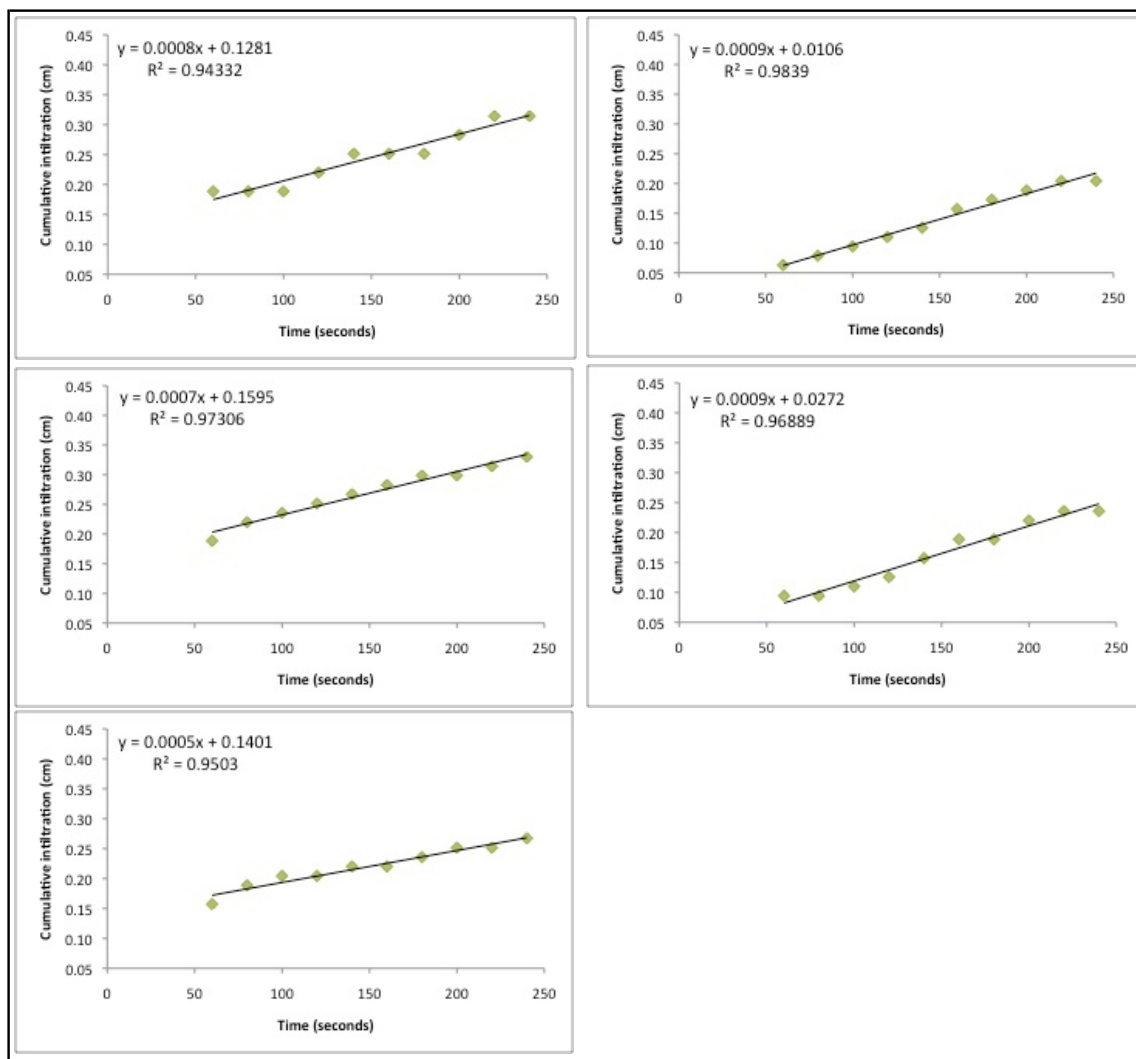 y = 0.0008x + 0.1281
R² = 0.94332
Cumulative intiltration (cm)
0.45
0.40
0.35
0.30
0.25
0.20
0.15
0.10
0.05
0 50 100 150 200 250
Time (seconds)
y = 0.0009x + 0.0106
R² = 0.9839
Cumulative intiltration (cm)
0.45
0.40
0.35
0.30
0.25
0.20
0.15
0.10
0.05
0 50 100 150 200 250
Time (seconds)
y = 0.0007x + 0.1595
R² = 0.97306
Cumulative intiltration (cm)
0.45
0.40
0.35
0.30
0.25
0.20
0.15
0.10
0.05
0 50 100 150 200 250
Time (seconds)
y = 0.0009x + 0.0272
R² = 0.96889
Cumulative intiltration (cm)
0.45
0.40
0.35
0.30
0.25
0.20
0.15
0.10
0.05
0 50 100 150 200 250
Time (seconds)
y = 0.0005x + 0.1401
R² = 0.9503
Cumulative intiltration (cm)
0.45
0.40
0.35
0.30
0.25
0.20
0.15
0.10
0.05
0 50 100 150 200 250
Time (seconds)